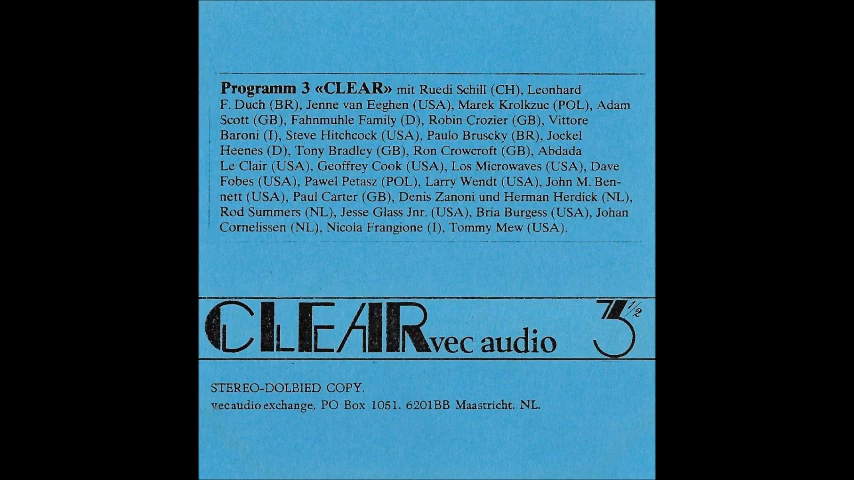 Programm 3 «CLEAR» mit Ruedi Schill (CH), Leonhard
F. Duch (BR), Jenne van Eeghen (USA), Marek Krolkzuc (POL), Adam
Scott (GB), Fahnmuhle Family (D), Robin Crozier (GB), Vittore
Baroni (I), Steve Hitchcock (USA), Paulo Bruscky (BR), Jockel
Heenes (D), Tony Bradley (GB), Ron Crowcroft (GB), Abdada
Le Clair (USA), Geoffrey Cook (USA), Los Microwaves (USA), Dave
Fobes (USA), Pawel Petasz (POL), Larry Wendt (USA), John M. Ben-
nett (USA), Paul Carter (GB), Denis Zanoni und Herman Herdick (NL),
Rod Summers (NL), Jesse Glass Jnr. (USA), Bria Burgess (USA), Johan
Cornelissen (NL), Nicola Frangione (I), Tommy Mew (USA).
CLEAR vec audio 3 1/2
STEREO-DOLBIED COPY.
vec audio exchange. PO Box 1051. 6201BB Maastricht. NL.